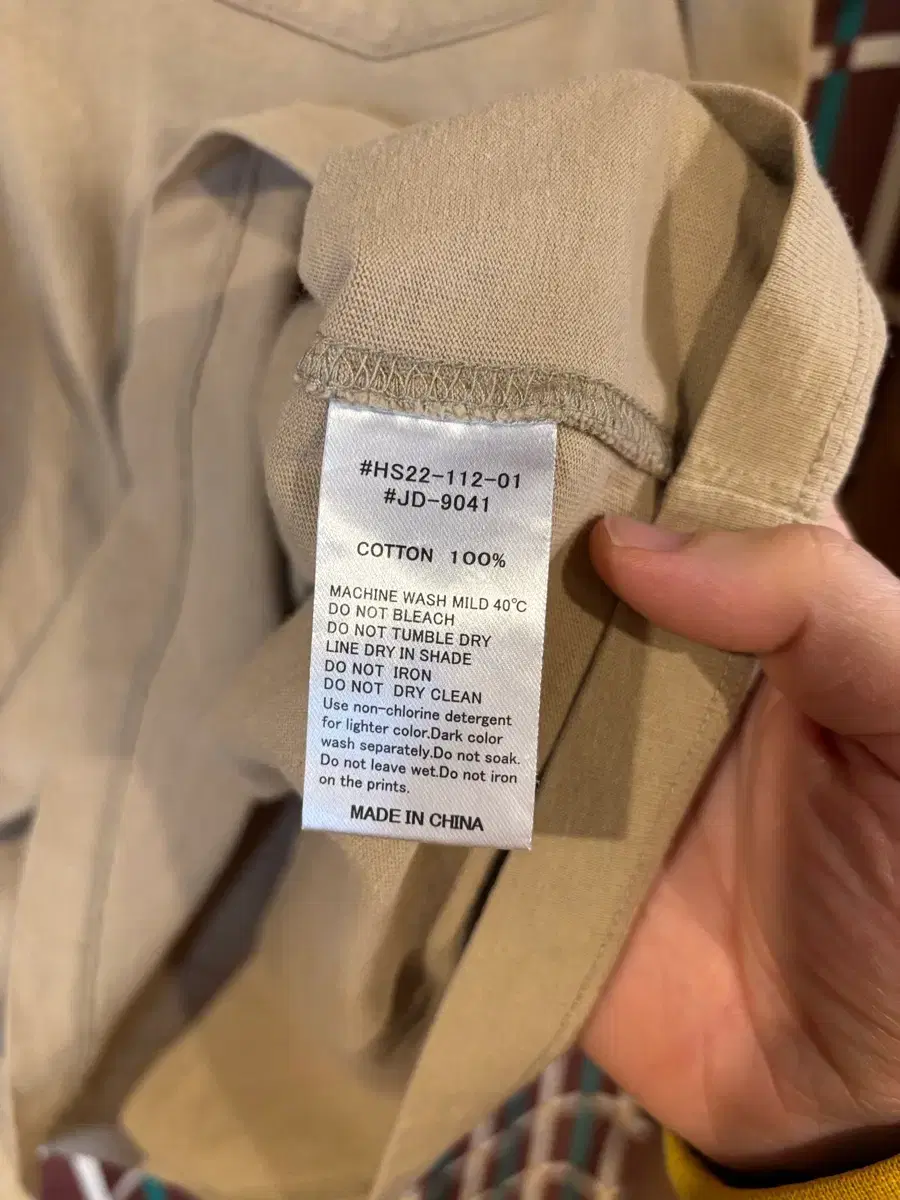 #HS22-112-01
#JD-9041
COTTON 100%
MACHINE WASH MILD 40℃
DO NOT BLEACH
DO NOT TUMBLE DRY
LINE DRY IN SHADE
DO NOT IRON
DO NOT DRY CLEAN
Use non-chlorine detergent
for lighter color.Dark color
wash separately.Do not soak.
Do not leave wet.Do not iron
on the prints.
MADE IN CHINA